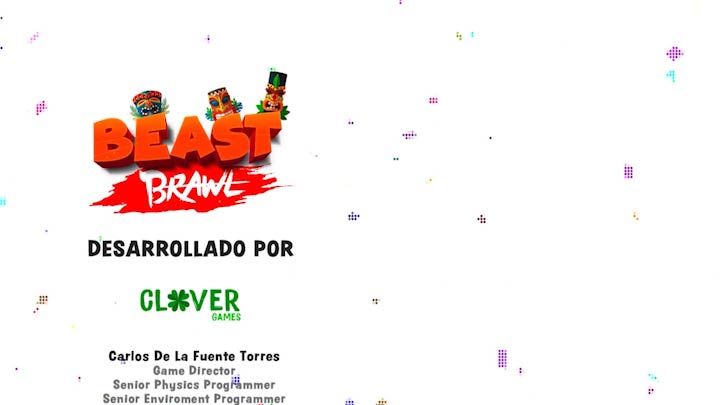 BEAST
BRAWL
DESARROLLADO POR
CLOVER
GAMES
Carlos De La Fuente Torres
Game Director
Senior Physics Programmer
Senior Enviroment Programmer